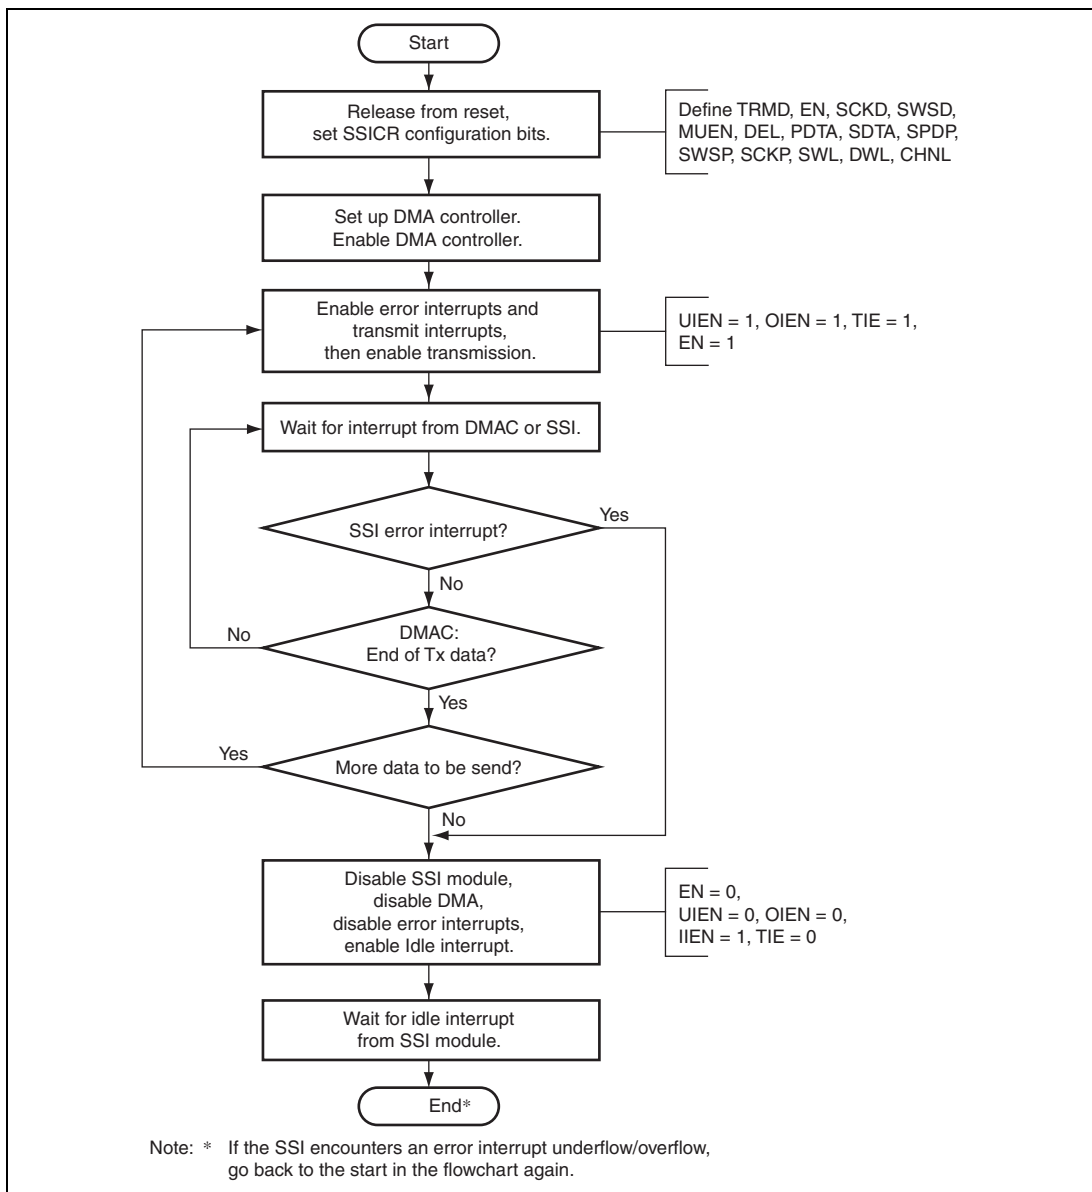 Start
Release from reset,
set SSICR configuration bits.
Define TRMD, EN, SCKD, SWSD,
MUEN, DEL, PDTA, SDTA, SPDP,
SWSP, SCKP, SWL, DWL, CHNL
Set up DMA controller.
Enable DMA controller.
Enable error interrupts and
transmit interrupts,
then enable transmission.
UIEN = 1, OIEN = 1, TIE = 1,
EN = 1
Wait for interrupt from DMAC or SSI.
SSI error interrupt?
Yes
No
DMAC:
End of Tx data?
No
Yes
More data to be send?
Yes
No
Disable SSI module,
disable DMA,
disable error interrupts,
enable Idle interrupt.
EN = 0,
UIEN = 0, OIEN = 0,
IIEN = 1, TIE = 0
Wait for idle interrupt
from SSI module.
End*
Note: * If the SSI encounters an error interrupt underflow/overflow,
go back to the start in the flowchart again.